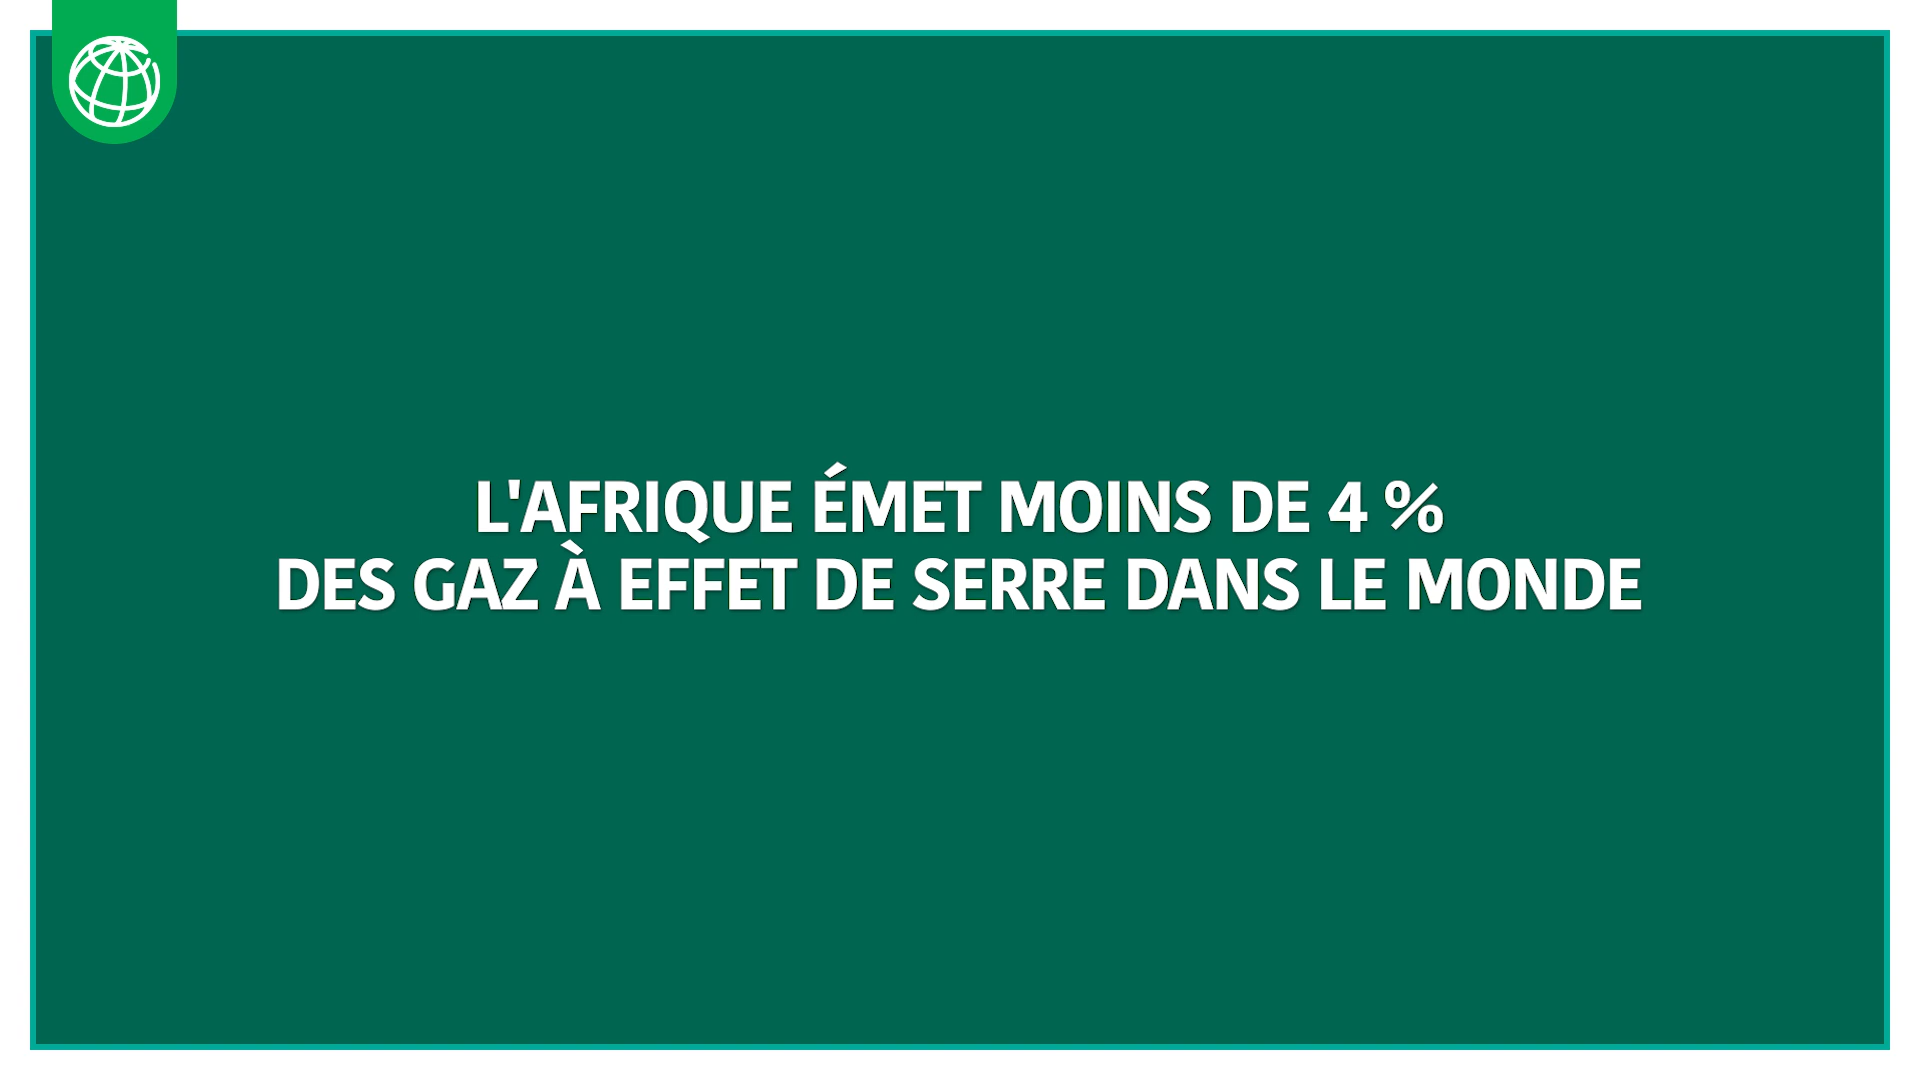 L'AFRIQUE ÉMET MOINS DE 4 %
DES GAZ À EFFET DE SERRE DANS LE MONDE